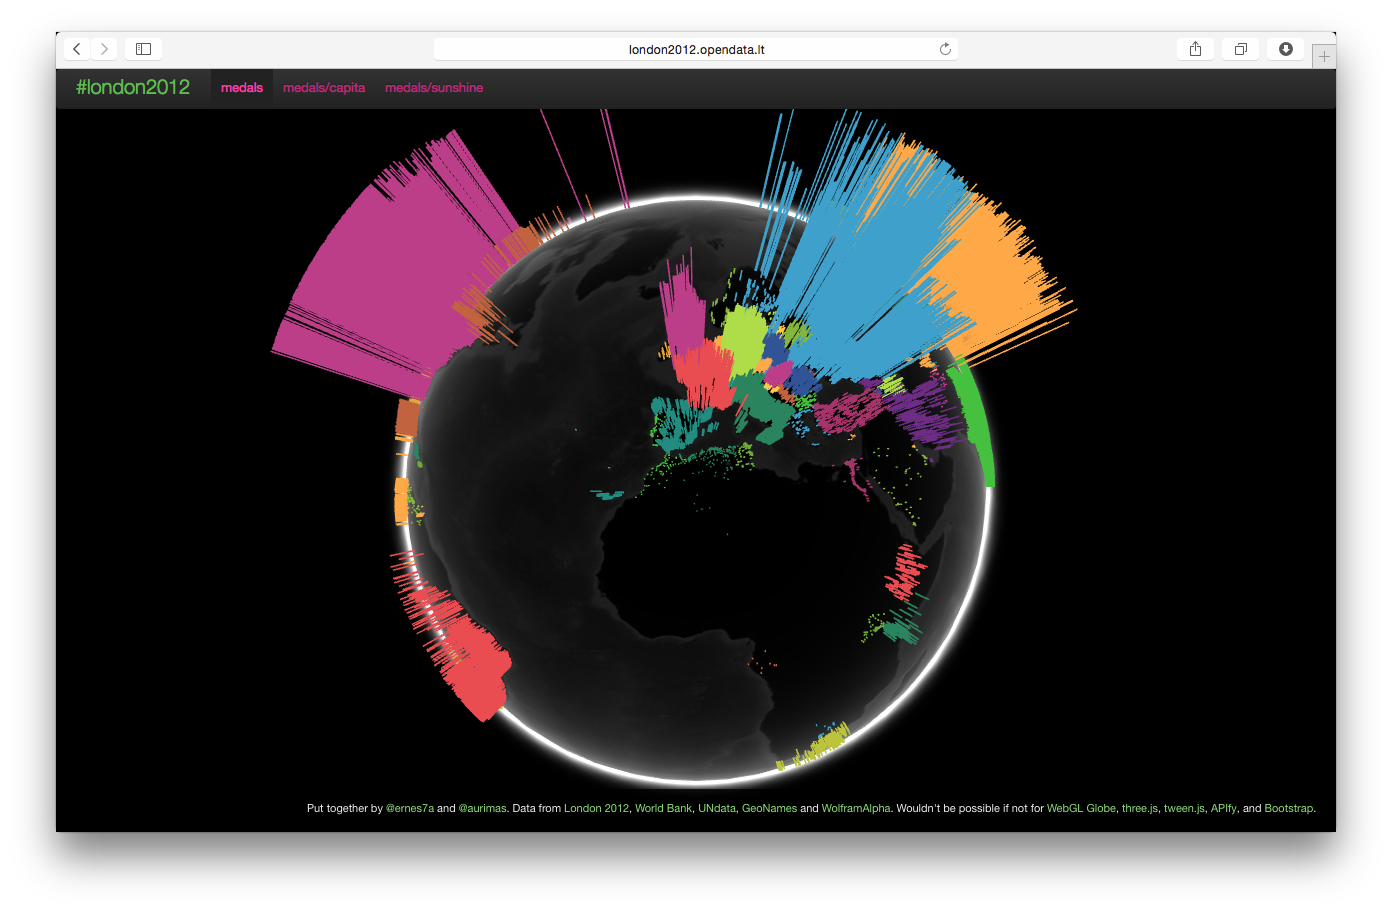 london2012.opendata.lt
#london2012 medals medals/capita medals/sunshine
Put together by @ernes7a and @aurimas. Data from London 2012, World Bank, UNdata, GeoNames and WolframAlpha. Wouldn't be possible if not for WebGL Globe, three.js, tween.js, APIfy, and Bootstrap.